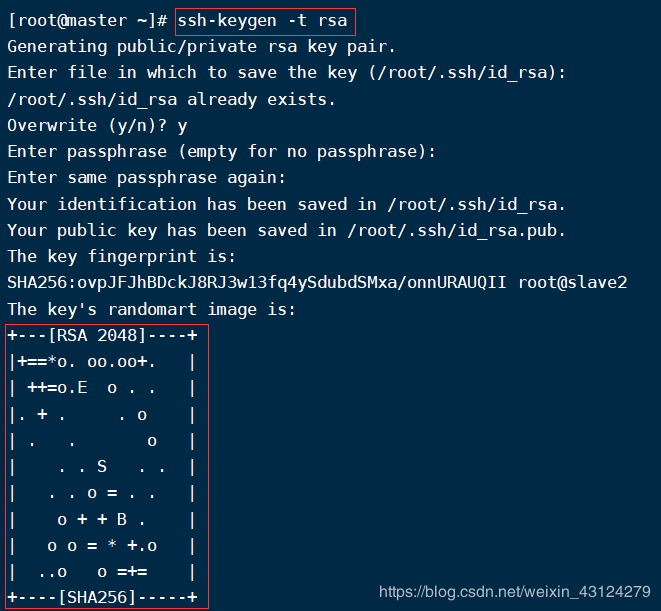 [root@master ~]# ssh-keygen -t rsa
Generating public/private rsa key pair.
Enter file in which to save the key (/root/.ssh/id_rsa):
/root/.ssh/id_rsa already exists.
Overwrite (y/n)? y
Enter passphrase (empty for no passphrase):
Enter same passphrase again:
Your identification has been saved in /root/.ssh/id_rsa.
Your public key has been saved in /root/.ssh/id_rsa.pub.
The key fingerprint is:
SHA256:ovpJFJhBDckJ8RJ3w13fq4ySdubdSMxa/onnURAUQII root@slave2
The key's randomart image is:
+---[RSA 2048]----+
|+==*o. oo.oo+.   |
| ++=o.E  o . .   |
|. + .     . o    |
| .   .       o   |
|    . . S   . .  |
|   . . o = . .   |
|    o + + B .    |
|   o o = * +.o   |
|  ..o   o =+=    |
+----[SHA256]-----+
https://blog.csdn.net/weixin_43124279